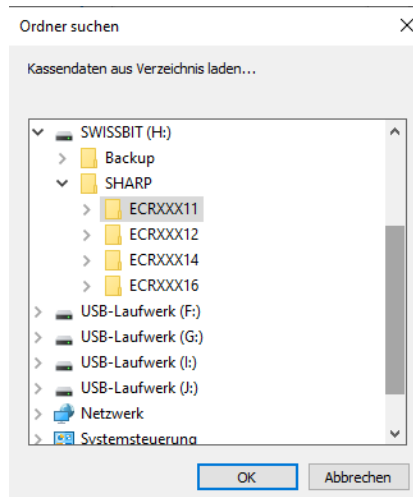 Ordner suchen
Kassendaten aus Verzeichnis laden...
SWISSBIT (H:)
Backup
SHARP
ECRXXX11
ECRXXX12
ECRXXX14
ECRXXX16
USB-Laufwerk (F:)
USB-Laufwerk (G:)
USB-Laufwerk (I:)
USB-Laufwerk (J:)
Netzwerk
Systemsteuerung
OK Abbrechen